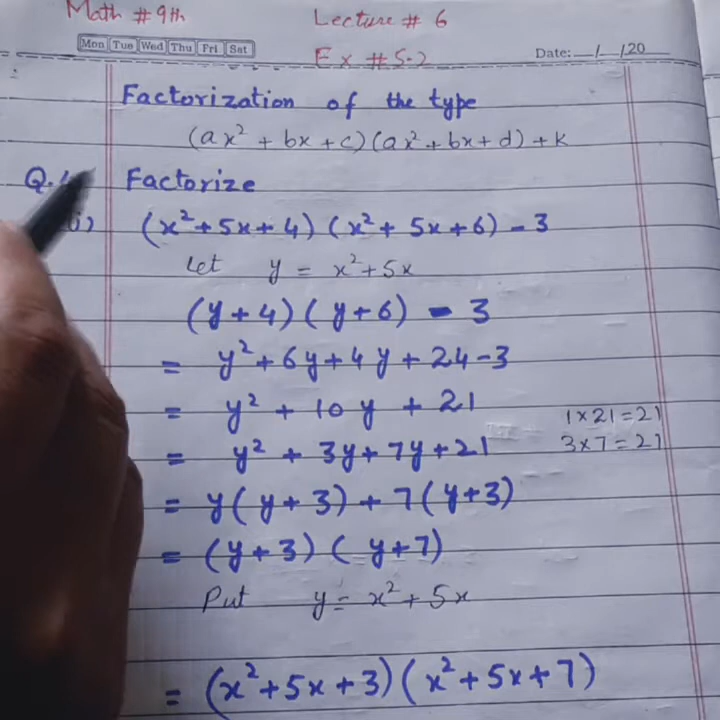 Math # 9th Lecture # 6
Mon Tue Wed Thu Fri Sat Date: / /20
Ex # 5.2
Factorization of the type
(ax² + bx + c)(ax² + bx + d) + k
Q. Factorize
i) (x² + 5x + 4) (x² + 5x + 6) - 3
Let y = x² + 5x
(y + 4) ( y + 6) - 3
= y² + 6y + 4y + 24 - 3
= y² + 10y + 21 1 x 21 = 21
= y² + 3y + 7y + 21 3 x 7 = 21
= y( y + 3) + 7 ( y + 3)
= (y + 3) ( y + 7)
Put y = x² + 5x
= (x² + 5x + 3) ( x² + 5x + 7)